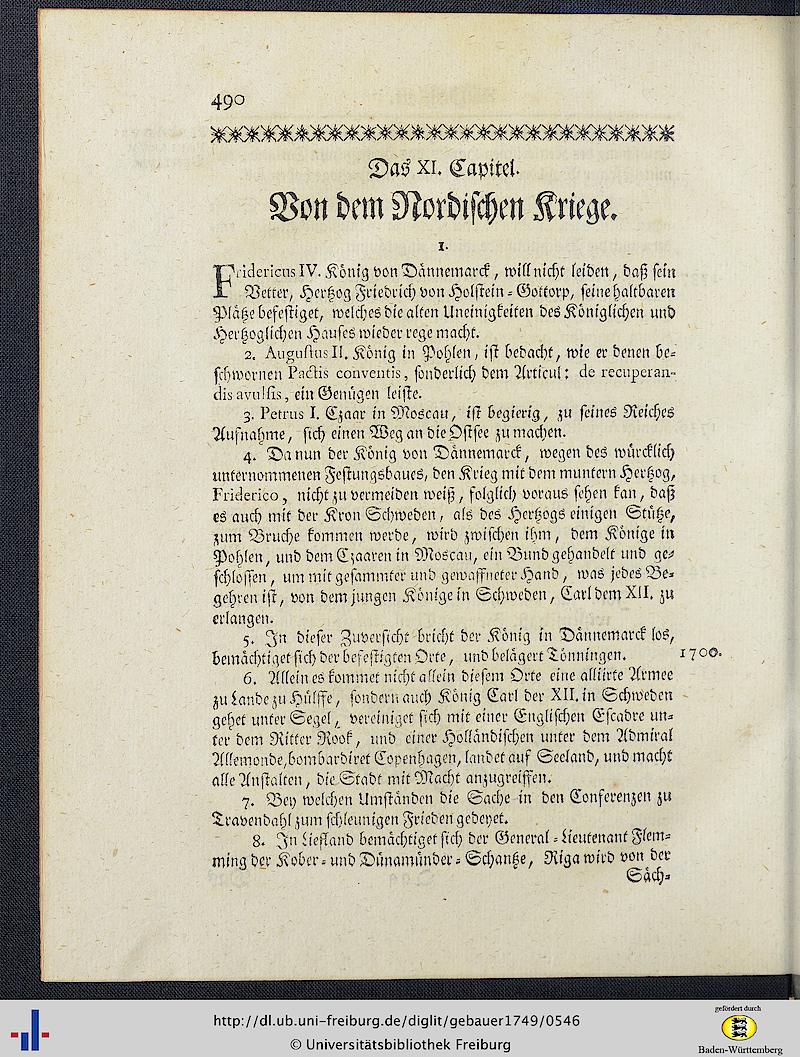 490
Das XI. Capitel.
Von dem Nordischen Kriege.
1.
Fridericus IV. König von Dännemarck, will nicht leiden, daß sein
Vetter, Hertzog Friedrich von Holstein-Gottorp, seine haltbaren
Plätze befestiget, welches die alten Uneinigkeiten des Königlichen und
Hertzoglichen Hauses wieder rege macht.
2. Augustus II. König in Pohlen, ist bedacht, wie er denen be-
schwornen Pactis conventis, sonderlich dem Articul: de recuperan-
dis avulsis, ein Genügen leiste.
3. Petrus I. Czaar in Moscau, ist begierig, zu seines Reiches
Aufnahme, sich einen Weg an die Ostsee zu machen.
4. Da nun der König von Dännemarck, wegen des würcklich
unternommenen Festungsbaues, den Krieg mit dem muntern Hertzog,
Friderico, nicht zu vermeiden weiß, folglich voraus sehen kan, daß
es auch mit der Kron Schweden, als des Hertzogs einigen Stütze,
zum Bruche kommen werde, wird zwischen ihm, dem Könige in
Pohlen, und dem Czaaren in Moscau, ein Bund gehandelt und ge-
schlossen, um mit gesammter und gewaffneter Hand, was jedes Be-
gehren ist, von dem jungen Könige in Schweden, Carl dem XII. zu
erlangen.
5. In dieser Zuversicht bricht der König in Dännemarck los,
bemächtiget sich der befestigten Orte, und belägert Tönningen. 1700.
6. Allein es kommet nicht allein diesem Orte eine alliirte Armee
zu Lande zu Hülffe, sondern auch König Carl der XII. in Schweden
gehet unter Segel, vereiniget sich mit einer Englischen Escadre un-
ter dem Ritter Rook, und einer Holländischen unter dem Admiral
Allemonde, bombardiret Copenhagen, landet auf Seeland, und macht
alle Anstalten, die Stadt mit Macht anzugreiffen.
7. Bey welchen Umständen die Sache in den Conferenzen zu
Travendahl zum schleunigen Frieden gedeyet.
8. In Liefland bemächtiget sich der General-Lieutenant Flem-
ming der Kober- und Dünamünder-Schantze, Riga wird von der
Säch-
gefördert durch
http://dl.ub.uni-freiburg.de/diglit/gebauer1749/0546
© Universitätsbibliothek Freiburg
Baden-Württemberg